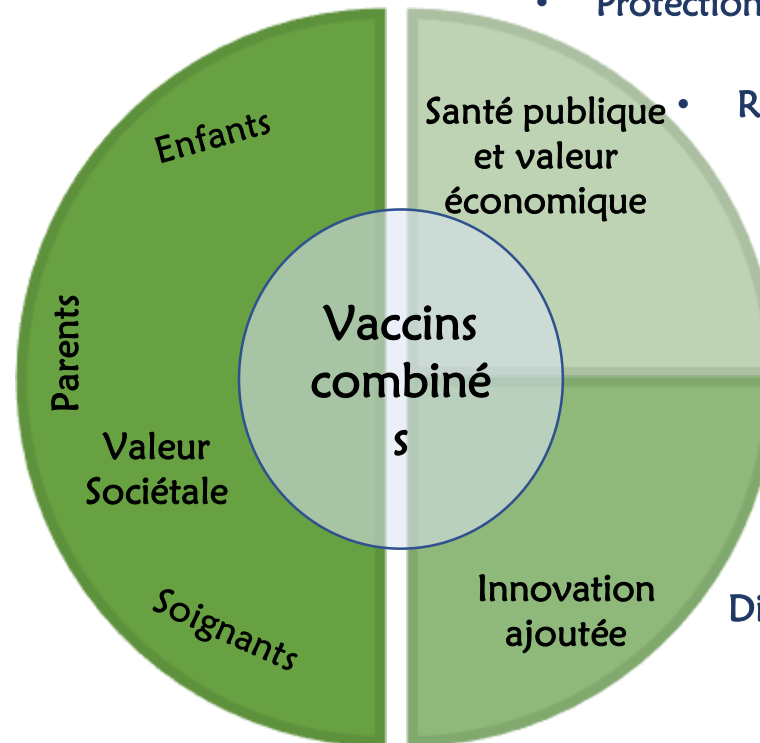 • Protection
Enfants
Santé publique
et valeur
économique
• R
Parents
Vaccins
combiné
s
Valeur
Sociétale
Soignants
Innovation
ajoutée
Di